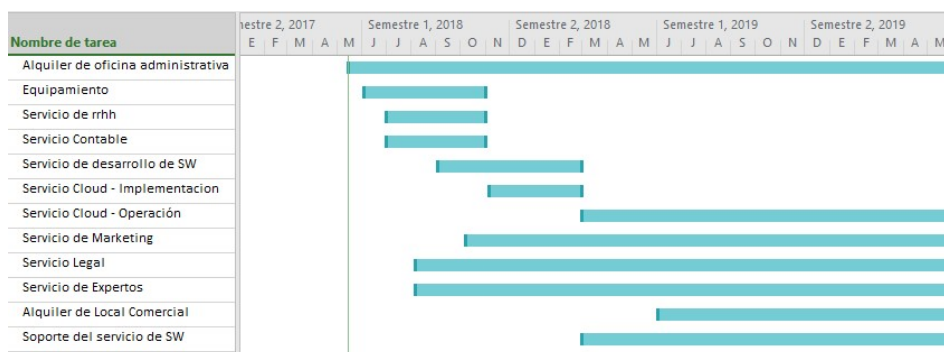 nestre 2, 2017 Semestre 1, 2018 Semestre 2, 2018 Semestre 1, 2019 Semestre 2, 2019
Nombre de tarea E F M A M J J A S O N D E F M A M J J A S O N D E F M A M
Alquiler de oficina administrativa
Equipamiento
Servicio de rrhh
Servicio Contable
Servicio de desarrollo de SW
Servicio Cloud - Implementacion
Servicio Cloud - Operación
Servicio de Marketing
Servicio Legal
Servicio de Expertos
Alquiler de Local Comercial
Soporte del servicio de SW